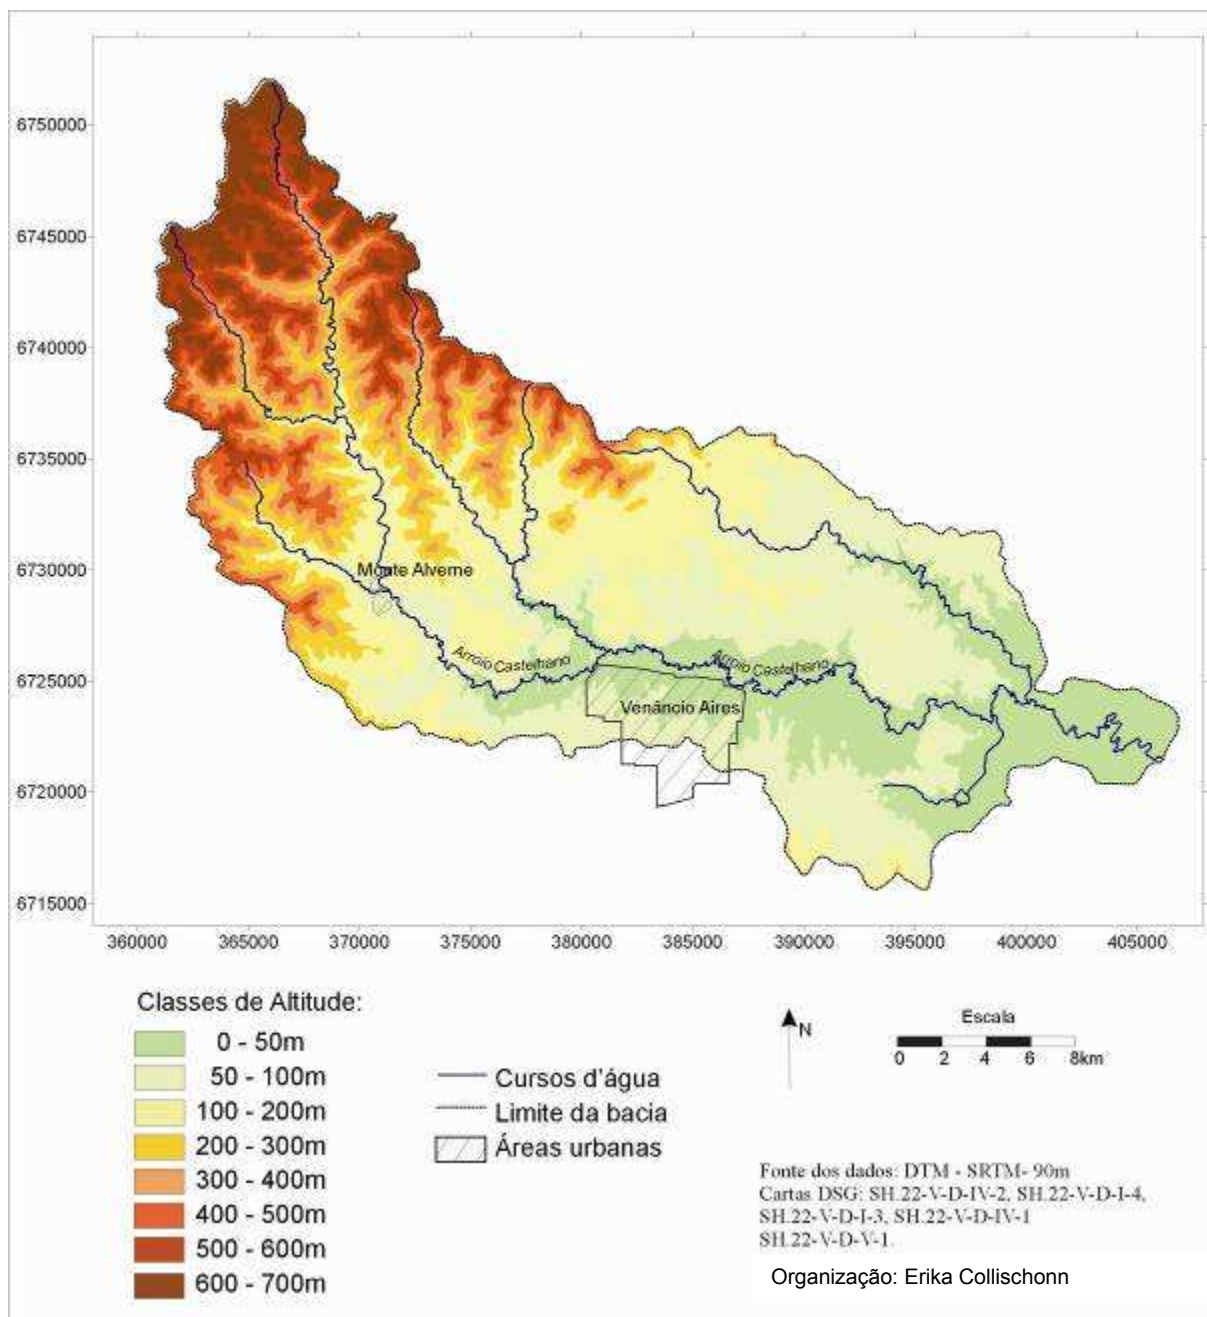 6750000
6745000
6740000
6735000
6730000
6725000
6720000
6715000
Monte Alverne
Arroio Castelhano
Arroio Castelhano
Venâncio Aires
360000 365000 370000 375000 380000 385000 390000 395000 400000 405000
Classes de Altitude:
0 - 50m
50 - 100m
100 - 200m
200 - 300m
300 - 400m
400 - 500m
500 - 600m
600 - 700m
Cursos d'água
Limite da bacia
Áreas urbanas
N
Escala
0 2 4 6 8km
Fonte dos dados: DTM - SRTM- 90m
Cartas DSG: SH.22-V-D-IV-2, SH.22-V-D-I-4,
SH.22-V-D-I-3, SH.22-V-D-IV-1
SH.22-V-D-V-1.
Organização: Erika Collischonn